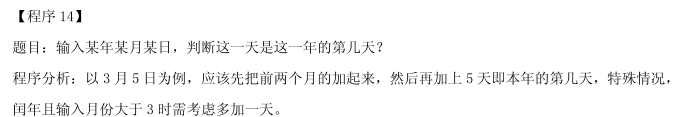 【程序 14】
题目：输入某年某月某日，判断这一天是这一年的第几天？
程序分析：以 3 月 5 日为例，应该先把前两个月的加起来，然后再加上 5 天即本年的第几天，特殊情况，
闰年且输入月份大于 3 时需考虑多加一天。